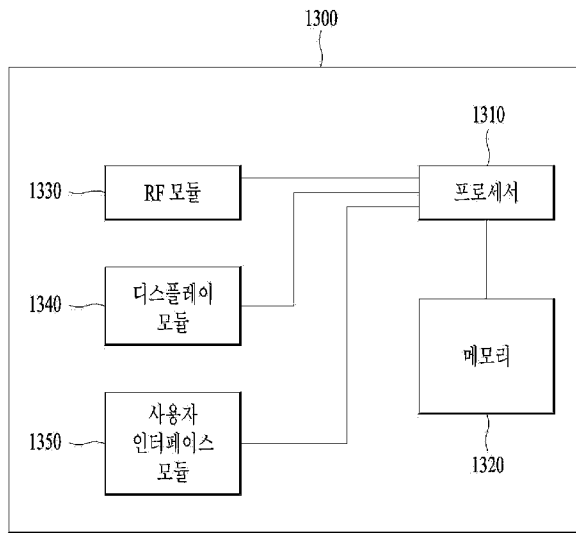 1300
1310
1330
RF 모듈
프로세서
1340
디스플레이
모듈
메모리
1350
사용자
인터페이스
모듈
1320